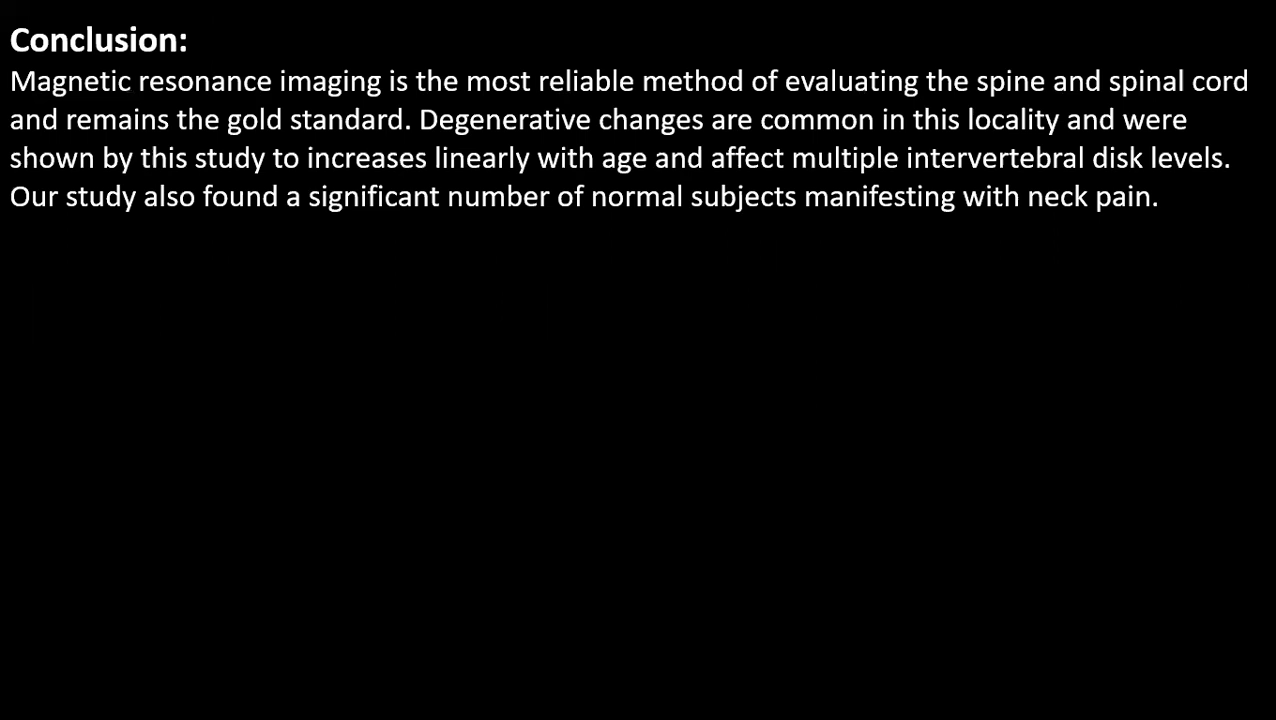 Conclusion:
Magnetic resonance imaging is the most reliable method of evaluating the spine and spinal cord
and remains the gold standard. Degenerative changes are common in this locality and were
shown by this study to increases linearly with age and affect multiple intervertebral disk levels.
Our study also found a significant number of normal subjects manifesting with neck pain.